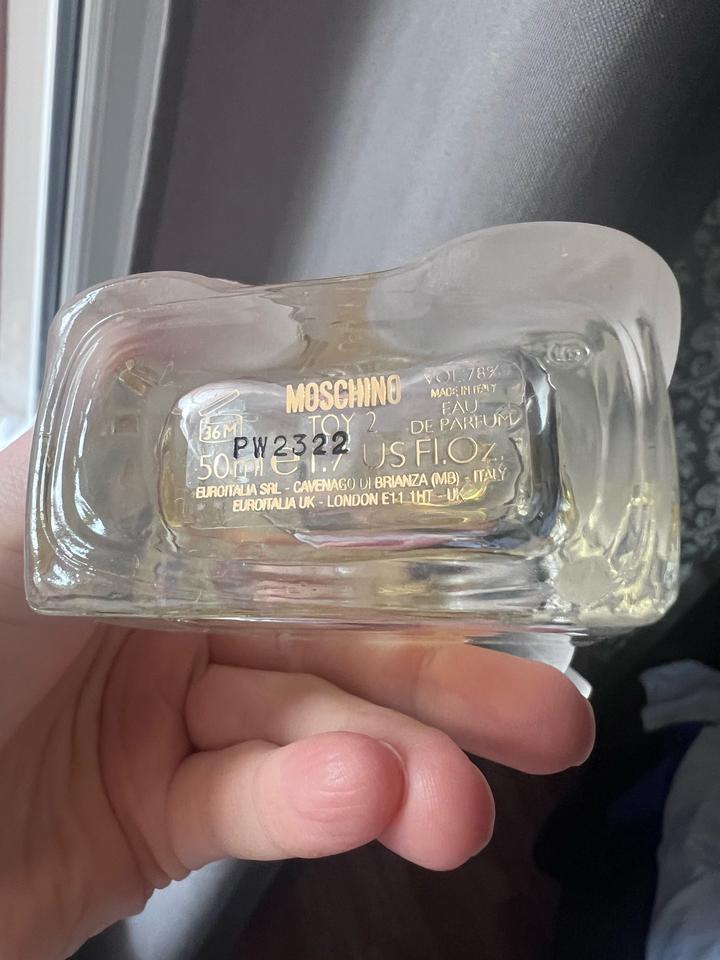 MOSCHINO
VOL. 78%
MADE IN ITALY
36 M
TOY 2
EAU
DE PARFUM
PW2322
50ml e 1.7 US Fl.Oz.
EUROITALIA SRL - CAVENAGO DI BRIANZA (MB) - ITALY
EUROITALIA UK - LONDON E11 1HT - UK